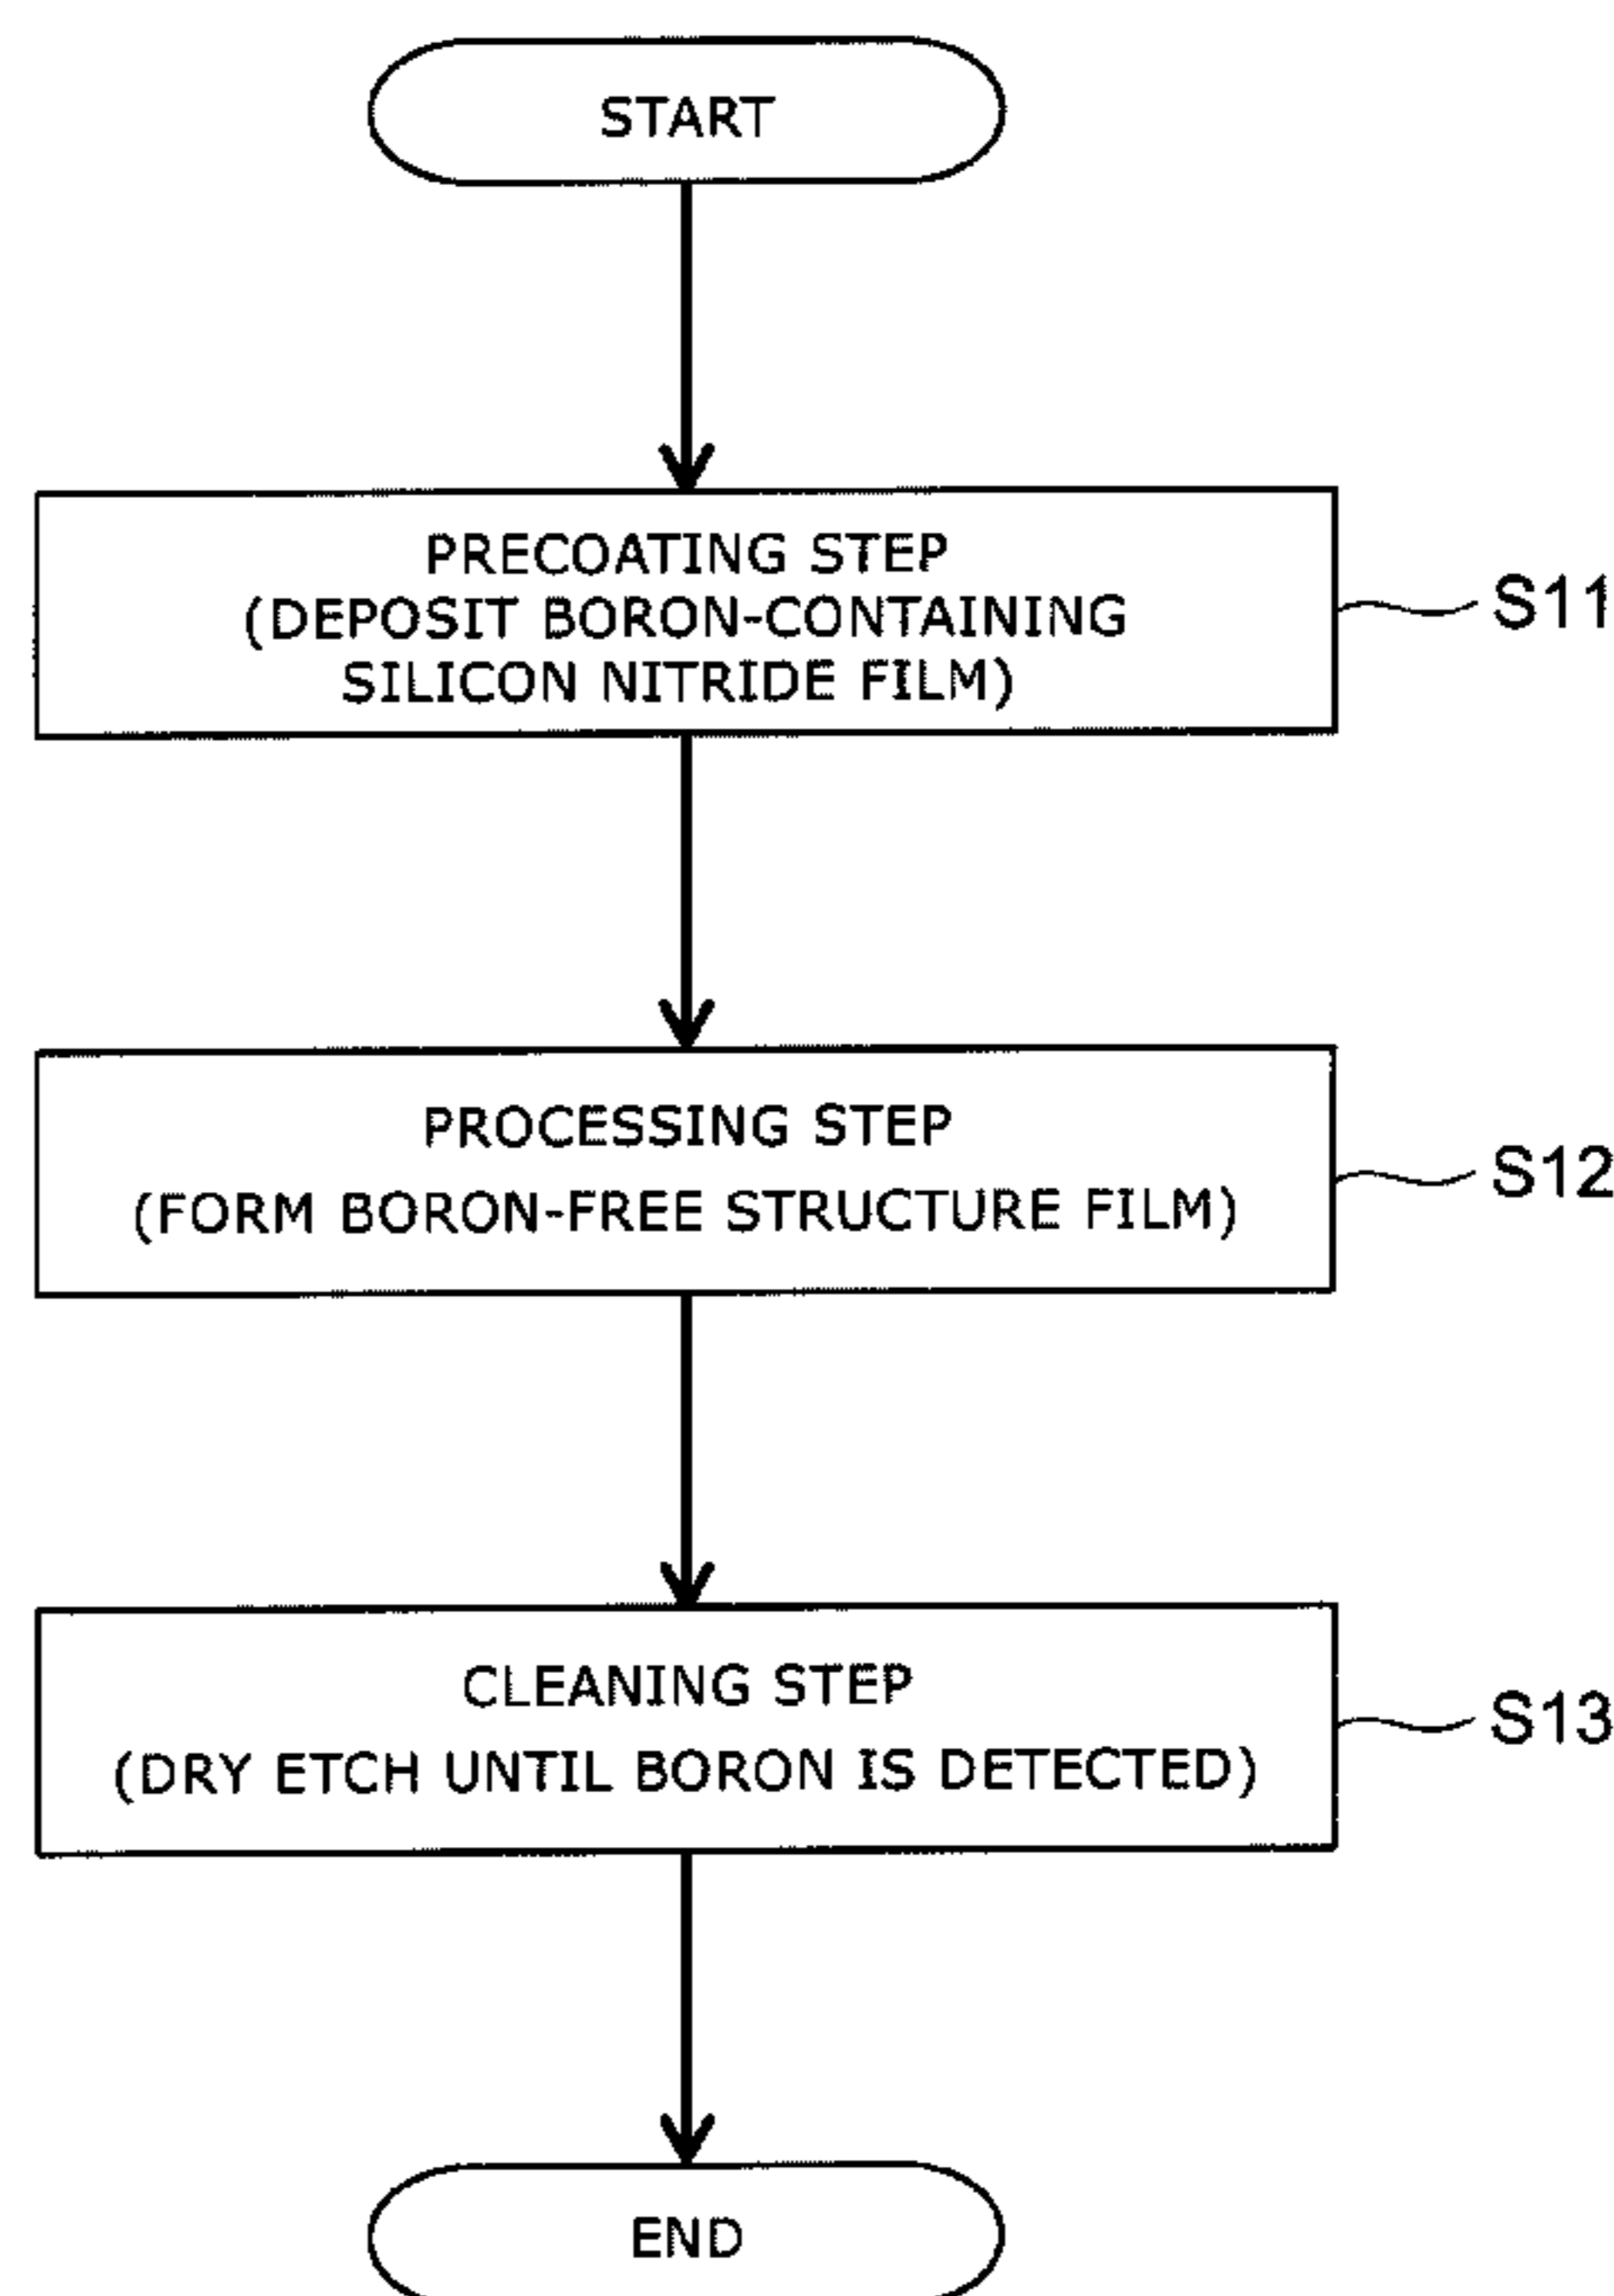 START
PRECOATING STEP
(DEPOSIT BORON-CONTAINING
SILICON NITRIDE FILM)
S11
PROCESSING STEP
(FORM BORON-FREE STRUCTURE FILM)
S12
CLEANING STEP
(DRY ETCH UNTIL BORON IS DETECTED)
S13
END